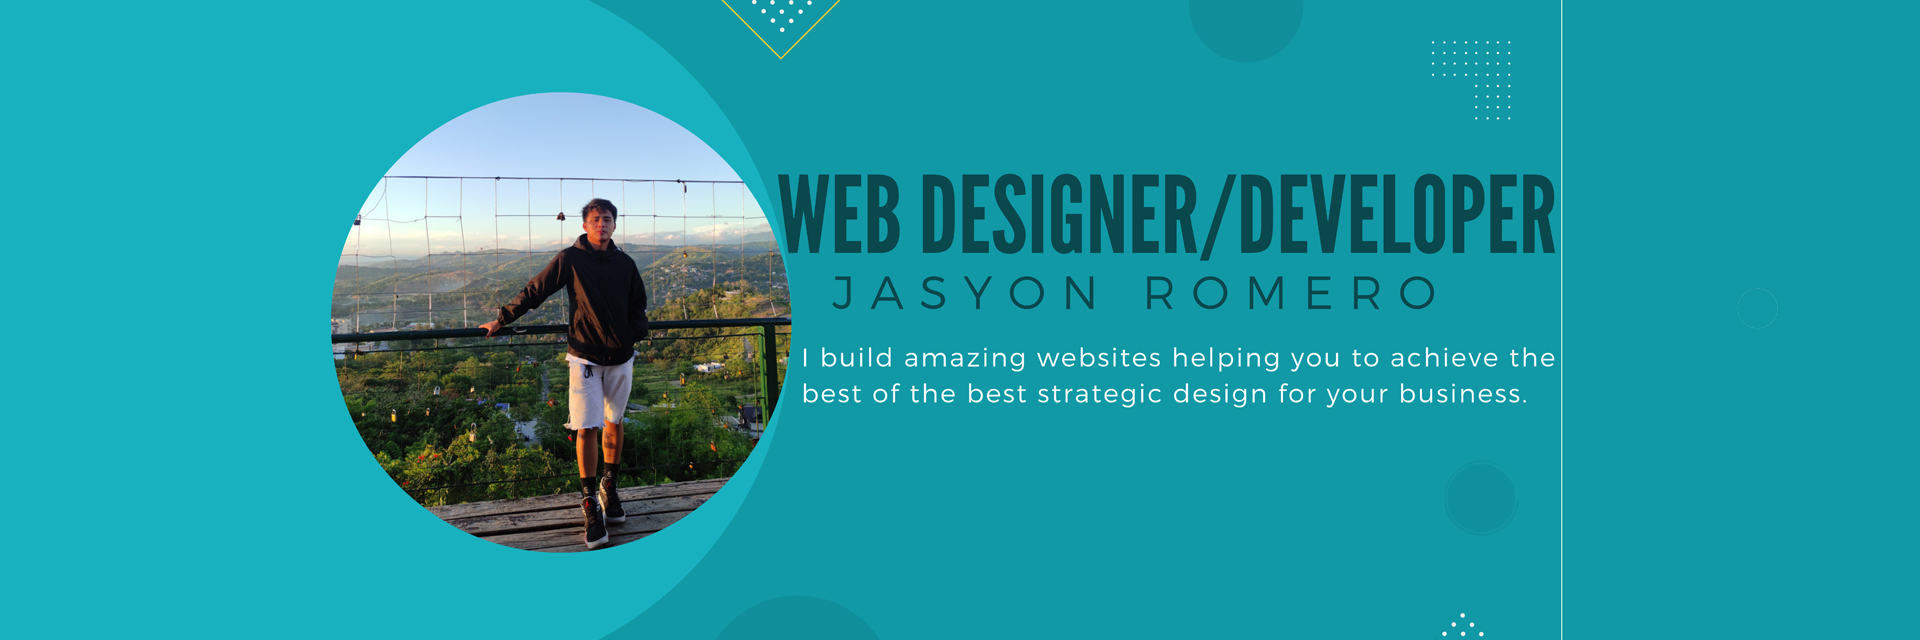 WEB DESIGNER/DEVELOPER
JASYON ROMERO
I build amazing websites helping you to achieve the
best of the best strategic design for your business.